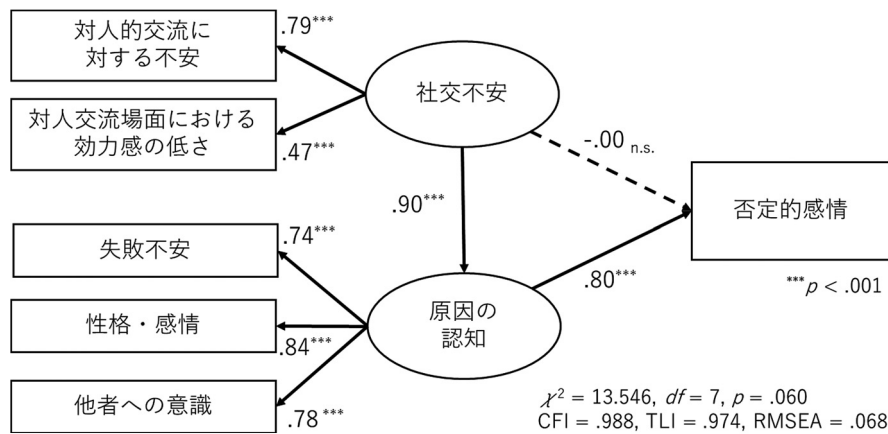 対人的交流に
対する不安
.79***
対人交流場面における
効力感の低さ
.47***
社交不安
-.00 n.s.
.90***
否定的感情
失敗不安
.74***
.80***
***p < .001
性格・感情
.84***
原因の
認知
他者への意識
.78 ***
χ² = 13.546, df = 7, p = .060
CFI = .988, TLI = .974, RMSEA = .068